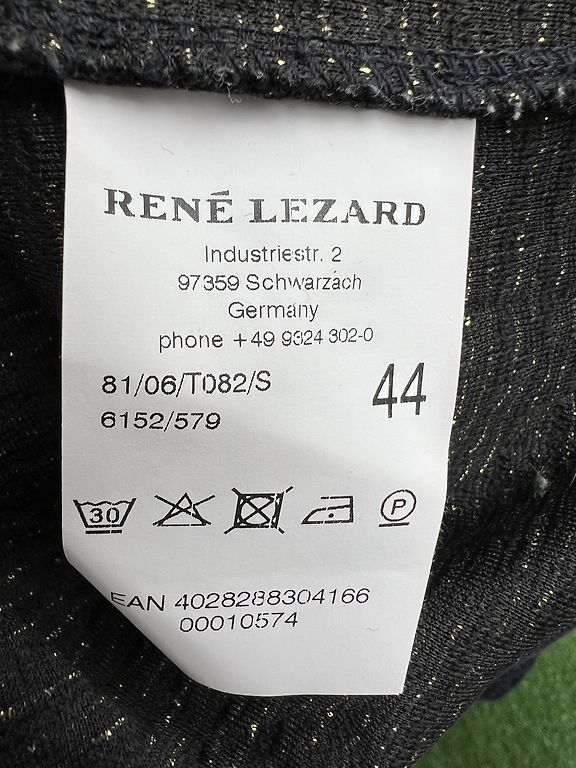 RENÉ LEZARD
Industriestr. 2
97359 Schwarzach
Germany
phone +49 9324 302-0
81/06/T082/S
44
6152/579
30
P
EAN 4028288304166
00010574